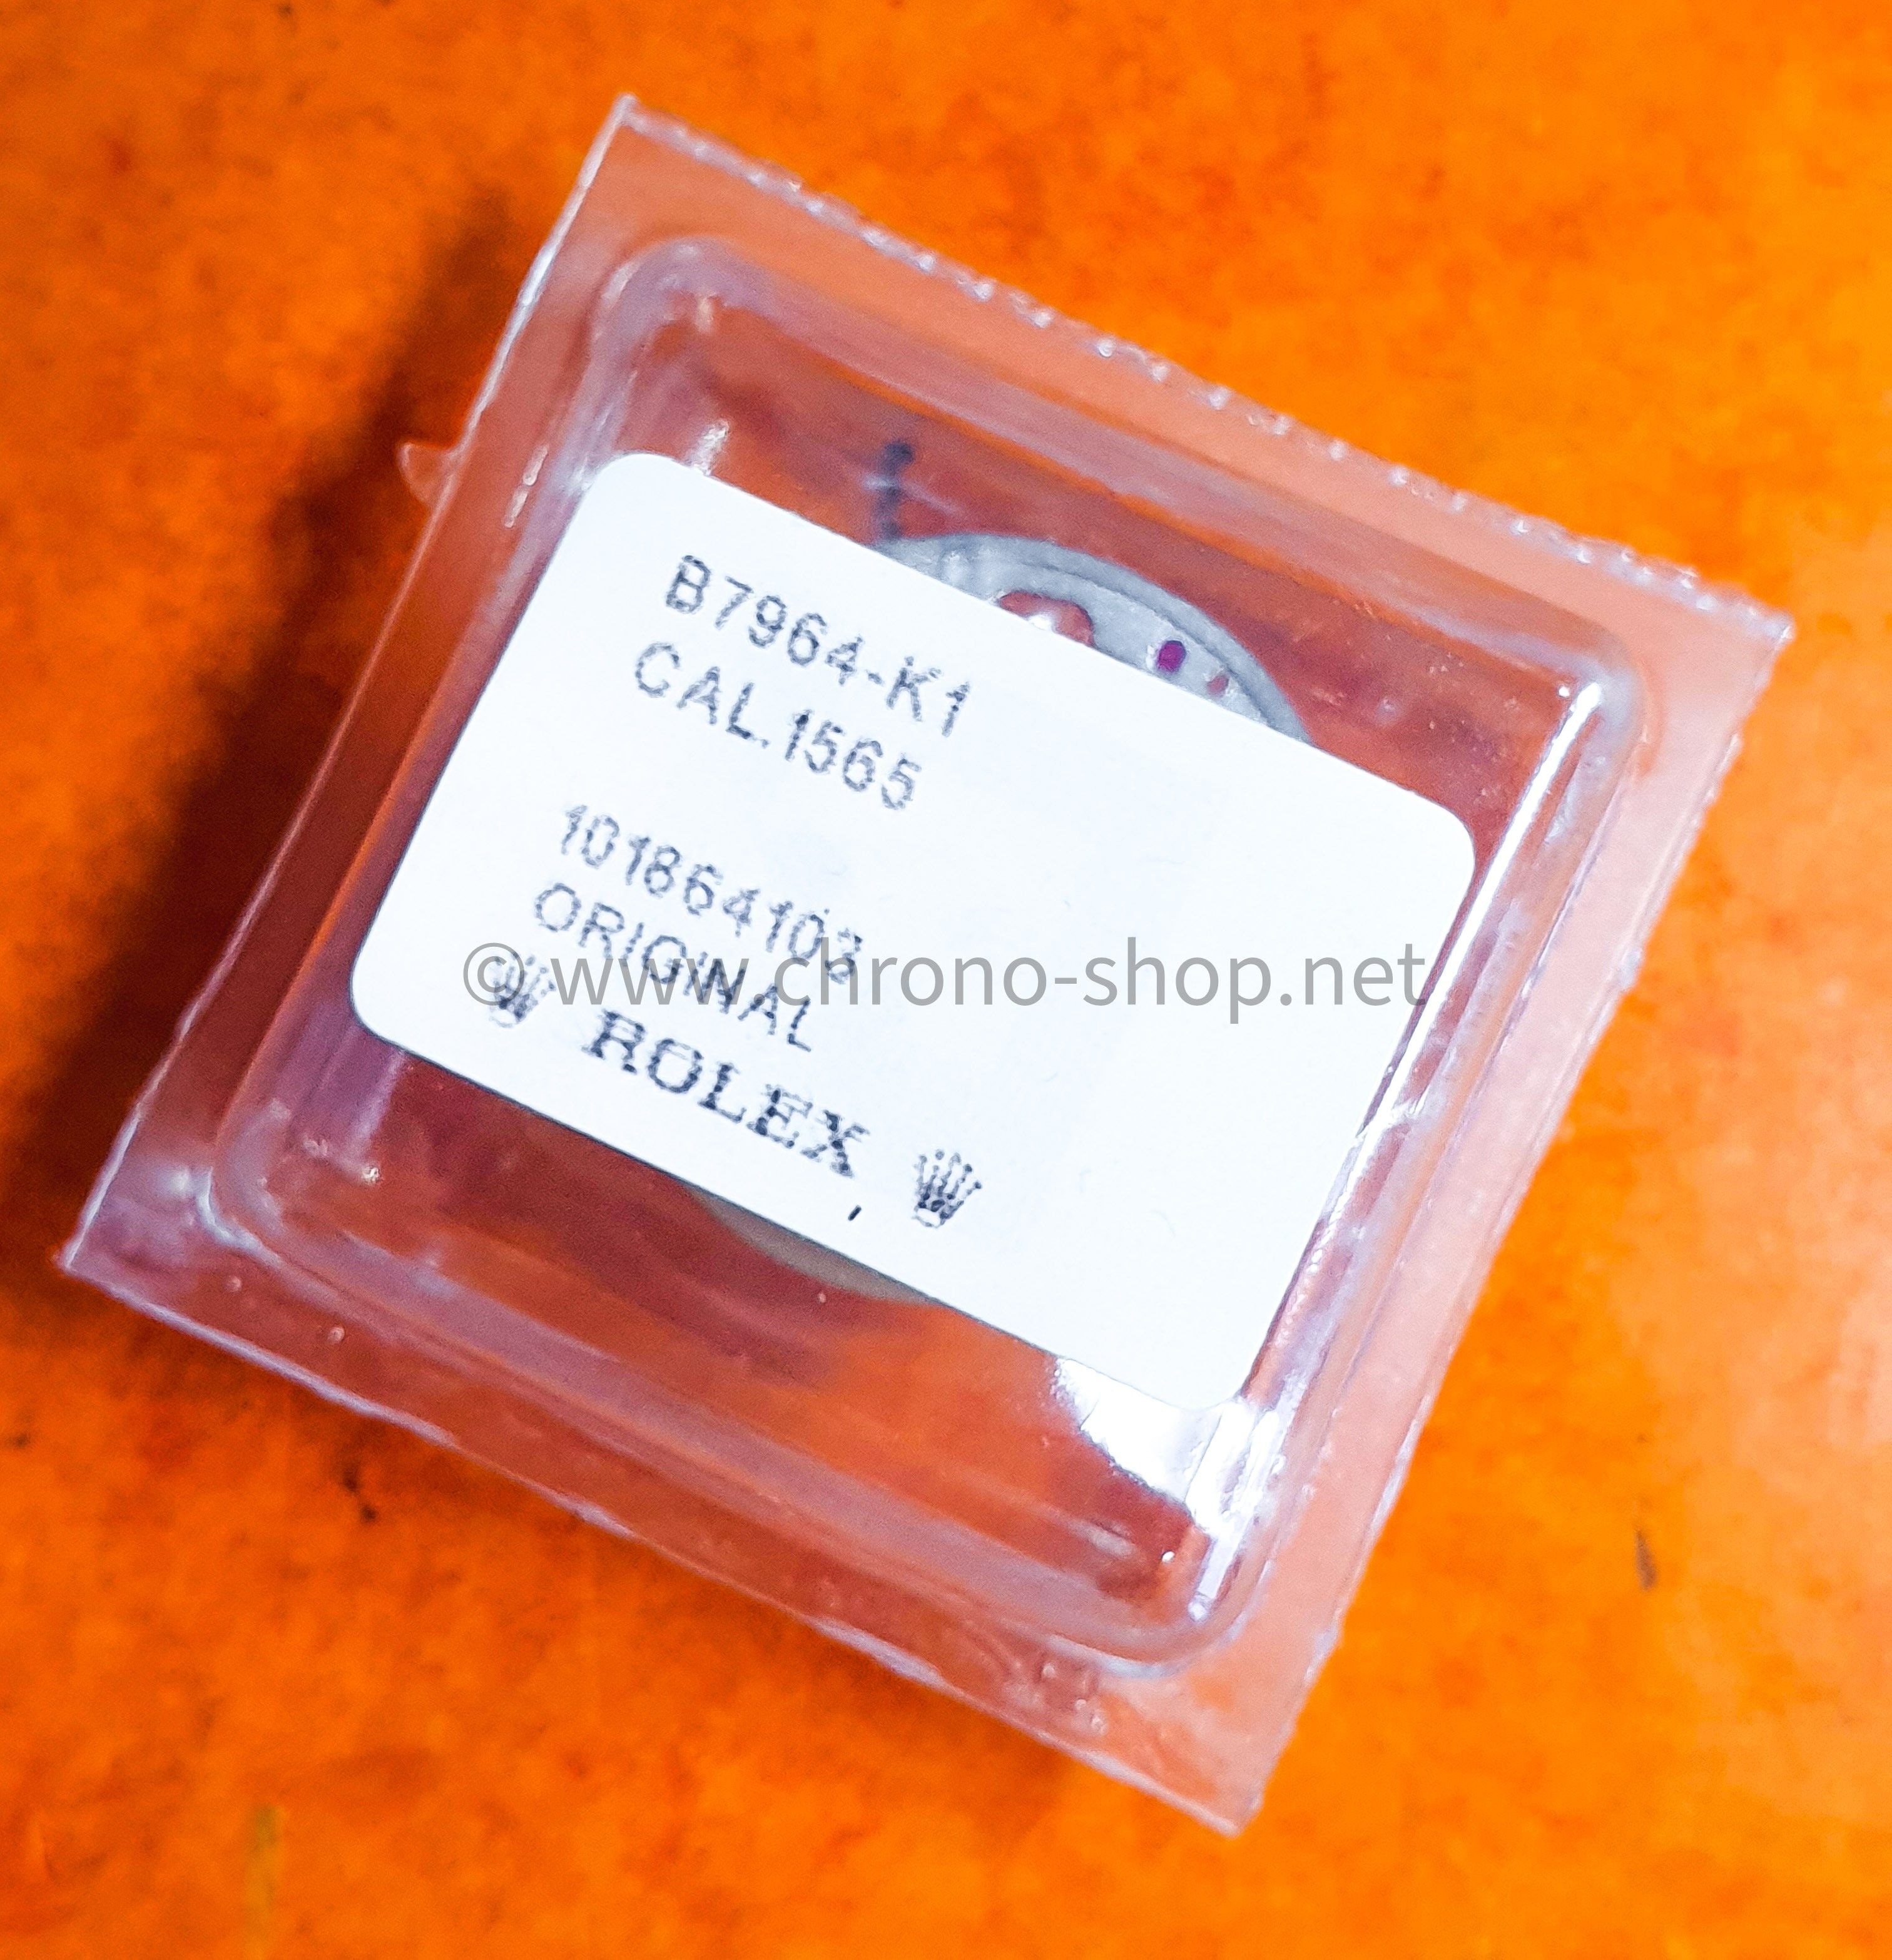 B7964-K1
CAL.1565
101864103
ORIGINAL
ROLEX
© www.chrono-shop.net